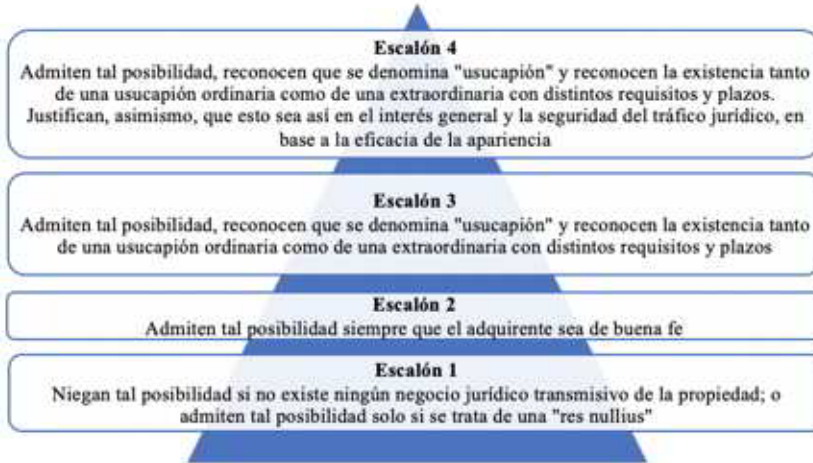 Escalón 4
Admiten tal posibilidad, reconocen que se denomina "usucapión" y reconocen la existencia tanto
de una usucapión ordinaria como de una extraordinaria con distintos requisitos y plazos.
Justifican, asimismo, que esto sea así en el interés general y la seguridad del tráfico jurídico, en
base a la eficacia de la apariencia
Escalón 3
Admiten tal posibilidad, reconocen que se denomina "usucapión" y reconocen la existencia tanto
de una usucapión ordinaria como de una extraordinaria con distintos requisitos y plazos
Escalón 2
Admiten tal posibilidad siempre que el adquirente sea de buena fe
Escalón 1
Niegan tal posibilidad si no existe ningún negocio jurídico transmisivo de la propiedad; o
admiten tal posibilidad solo si se trata de una "res nullius"